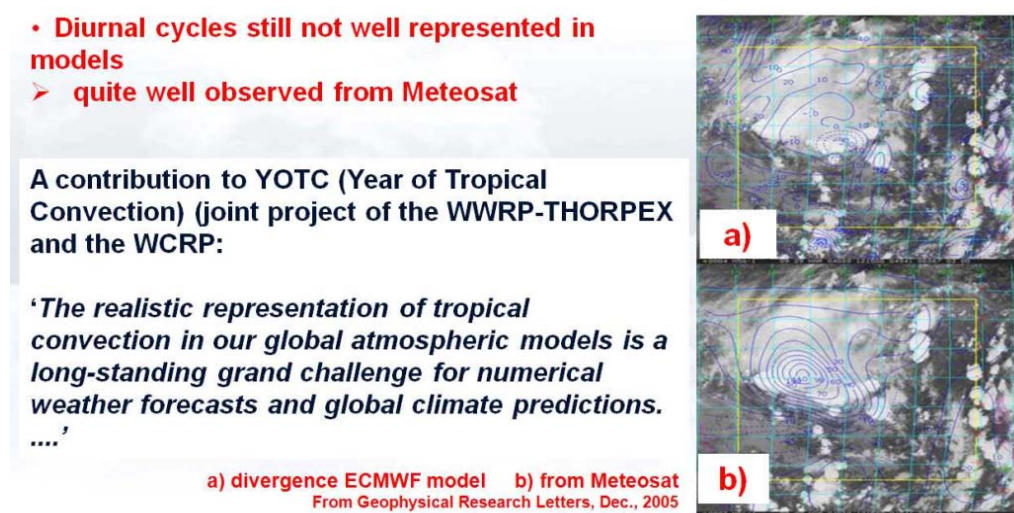 • Diurnal cycles still not well represented in
models
➢ quite well observed from Meteosat
A contribution to YOTC (Year of Tropical
Convection) (joint project of the WWRP-THORPEX
and the WCRP:
‘The realistic representation of tropical
convection in our global atmospheric models is a
long-standing grand challenge for numerical
weather forecasts and global climate predictions.
....’
a) divergence ECMWF model b) from Meteosat
From Geophysical Research Letters, Dec., 2005
a)
b)